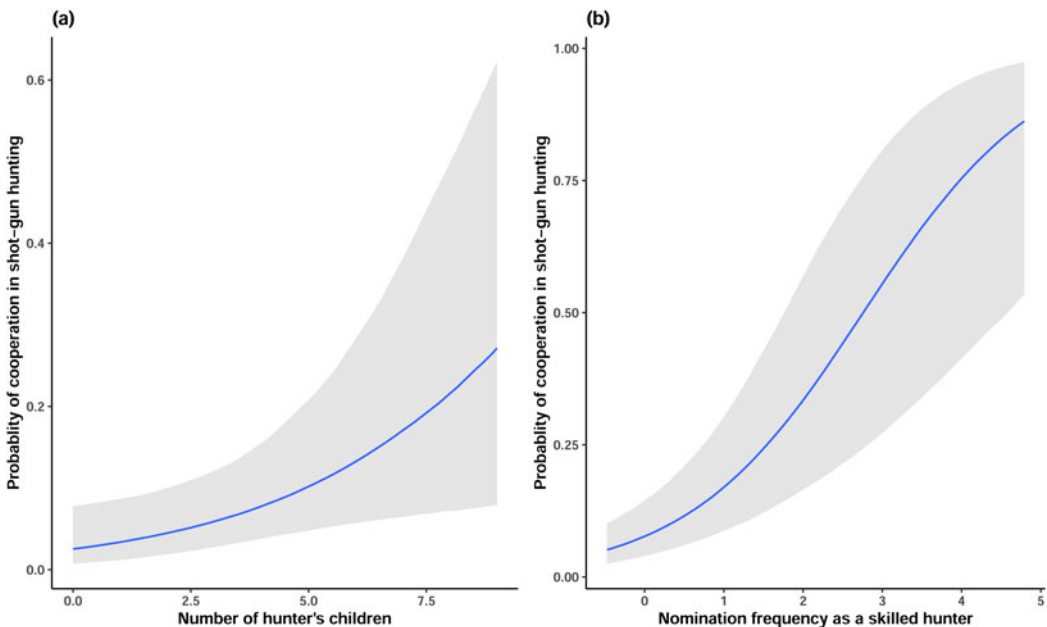 (a)
Probablity of cooperation in shot-gun hunting
0.6
0.4
0.2
0.0
0.0 2.5 5.0 7.5
Number of hunter's children
(b)
Probablity of cooperation in shot-gun hunting
1.00
0.75
0.50
0.25
0.00
0 1 2 3 4 5
Nomination frequency as a skilled hunter